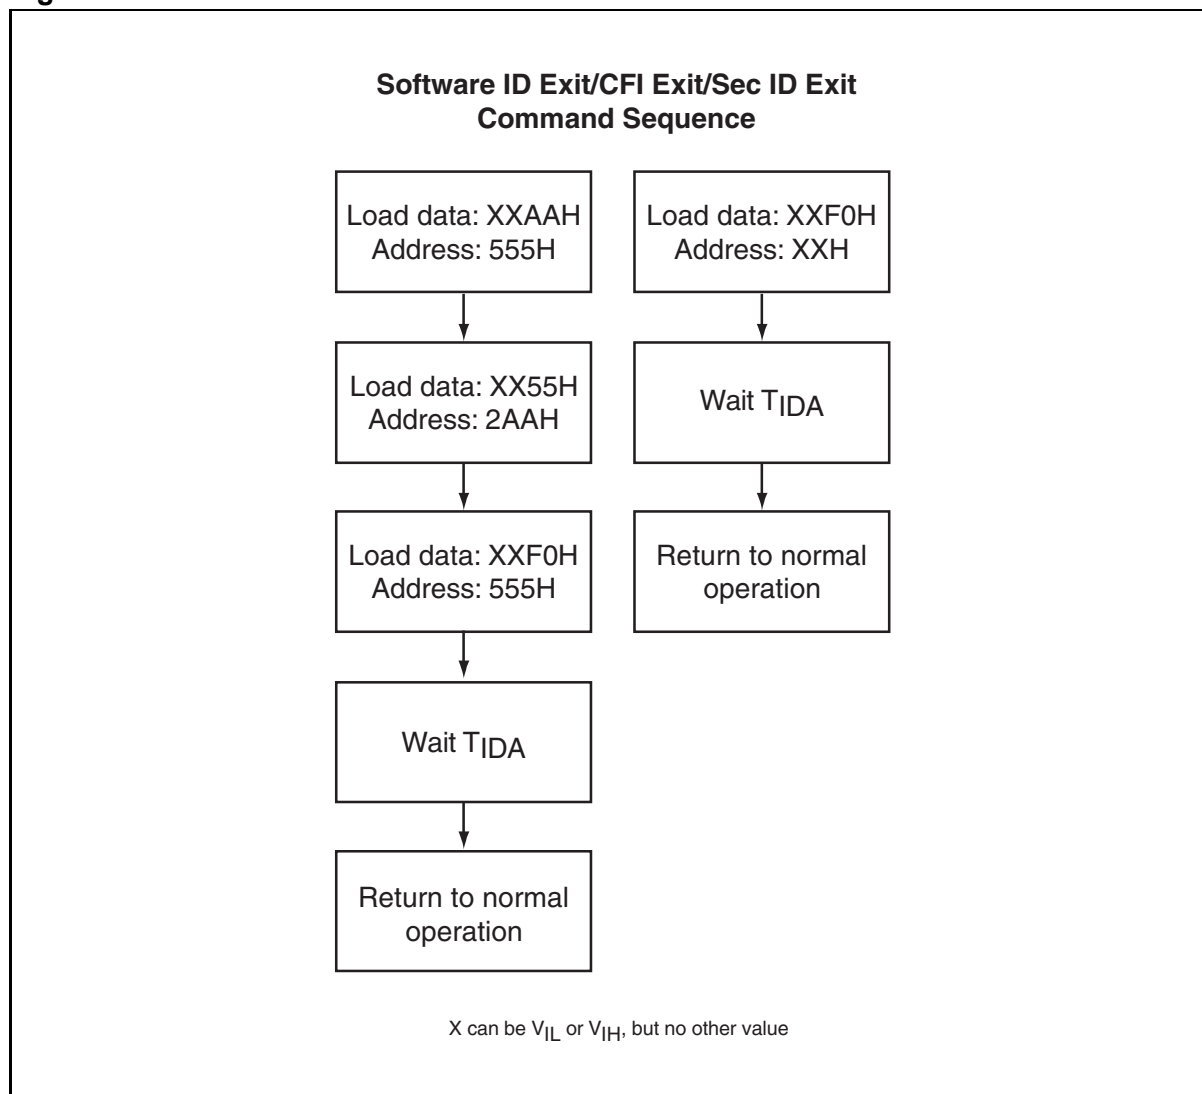 Software ID Exit/CFI Exit/Sec ID Exit
Command Sequence
Load data: XXAAH
Address: 555H
Load data: XX55H
Address: 2AAH
Load data: XXF0H
Address: 555H
Wait TIDA
Return to normal
operation
Load data: XXF0H
Address: XXH
Wait TIDA
Return to normal
operation
X can be VIL or VIH, but no other value